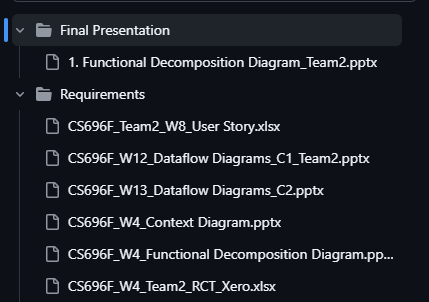 Final Presentation
1. Functional Decomposition Diagram_Team2.pptx
Requirements
CS696F_Team2_W8_User Story.xlsx
CS696F_W12_Dataflow Diagrams_C1_Team2.pptx
CS696F_W13_Dataflow Diagrams_C2.pptx
CS696F_W4_Context Diagram.pptx
CS696F_W4_Functional Decomposition Diagram.pp...
CS696F_W4_Team2_RCT_Xero.xlsx